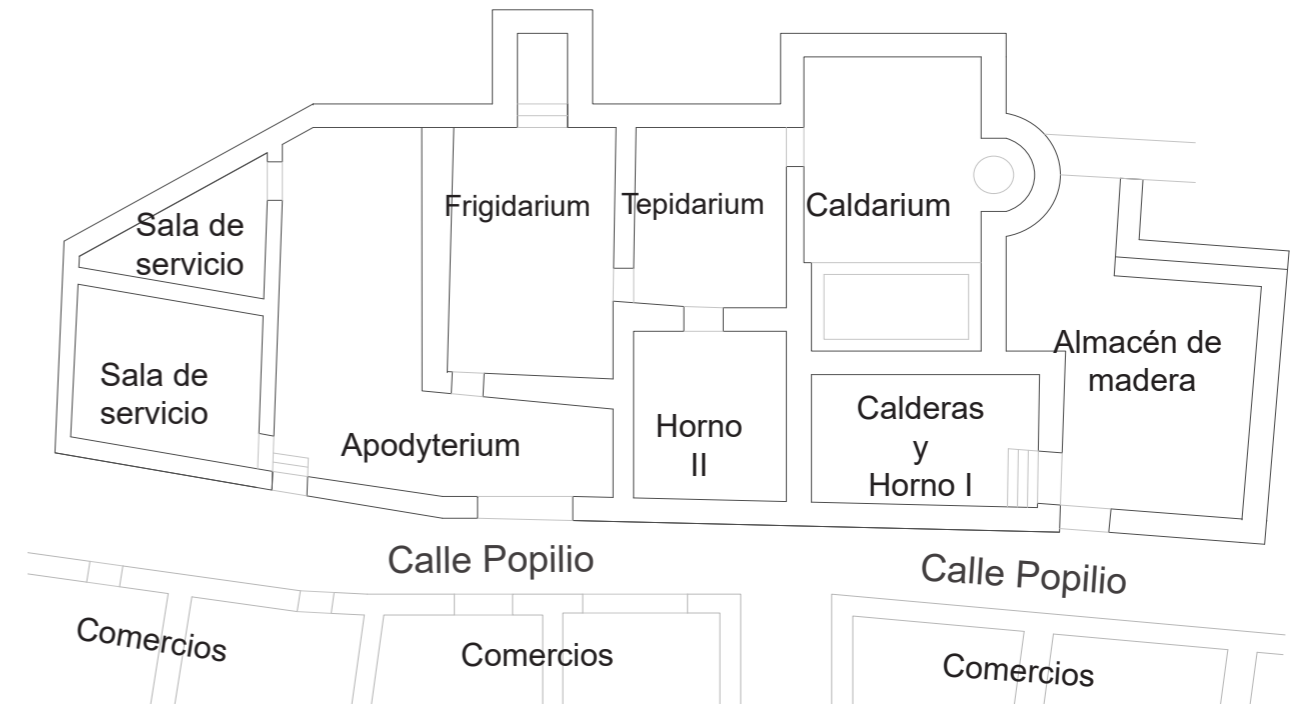 Sala de
servicio
Frigidarium
Tepidarium
Caldarium
Sala de
servicio
Apodyterium
Horno
II
Calderas
y
Horno I
Almacén de
madera
Calle Popilio
Calle Popilio
Comercios
Comercios
Comercios